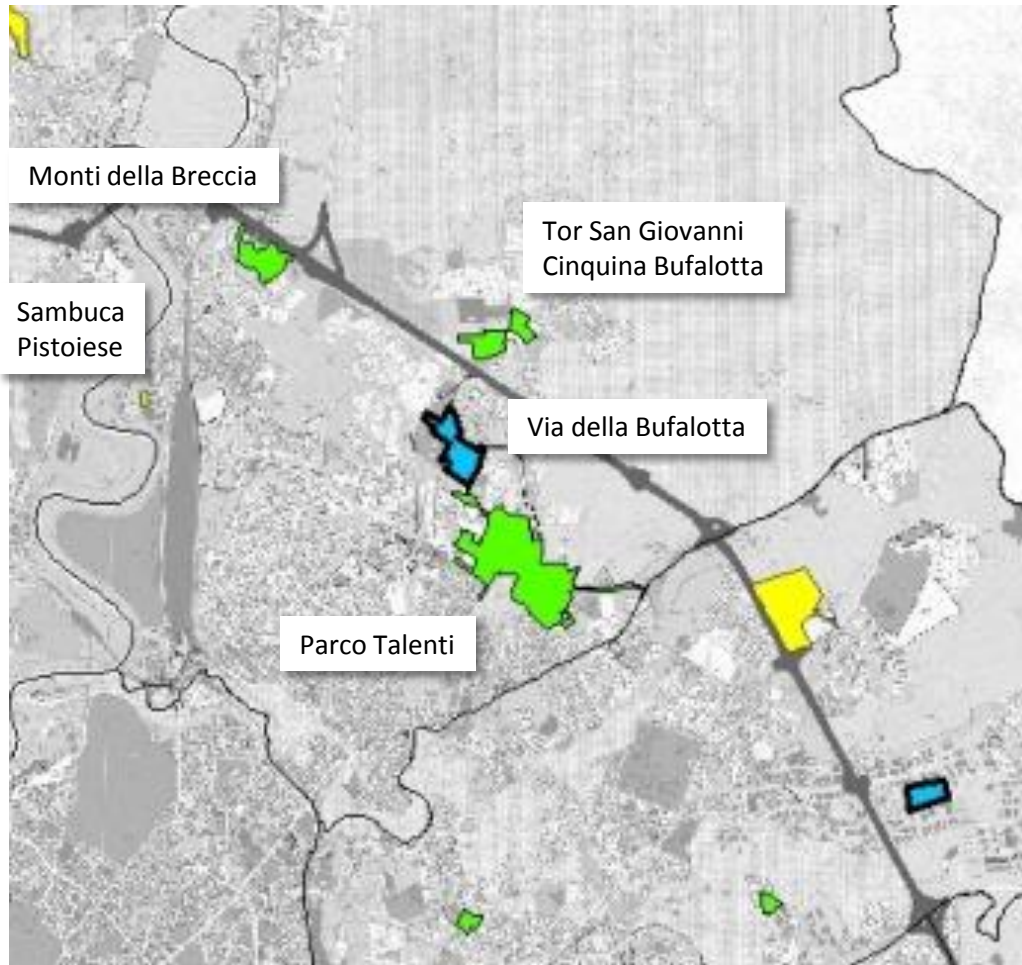 Monti della Breccia
Tor San Giovanni
Cinquina Bufalotta
Sambuca
Pistoiese
Via della Bufalotta
Parco Talenti